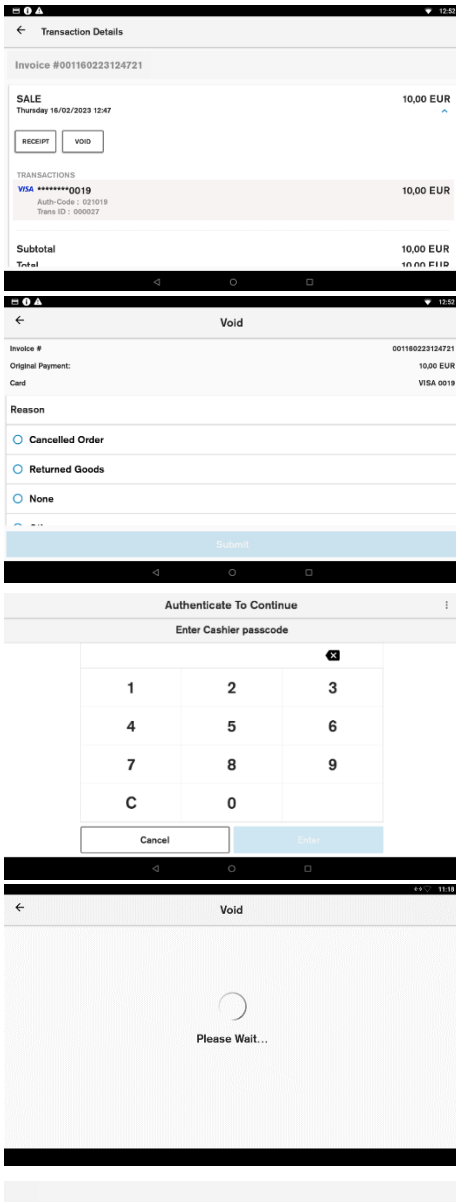 12:52
Transaction Details
Invoice #001160223124721
SALE 10,00 EUR
Thursday 16/02/2023 12:47
RECEIPT VOID
TRANSACTIONS
VISA ********0019 10,00 EUR
Auth-Code : 021019
Trans ID : 000027
Subtotal 10,00 EUR
Total 10,00 EUR
12:52
Void
Invoice # 001160223124721
Original Payment: 10,00 EUR
Card VISA 0019
Reason
Cancelled Order
Returned Goods
None
Submit
Authenticate To Continue
Enter Cashier passcode
1 2 3
4 5 6
7 8 9
C 0
Cancel Enter
11:18
Void
Please Wait...